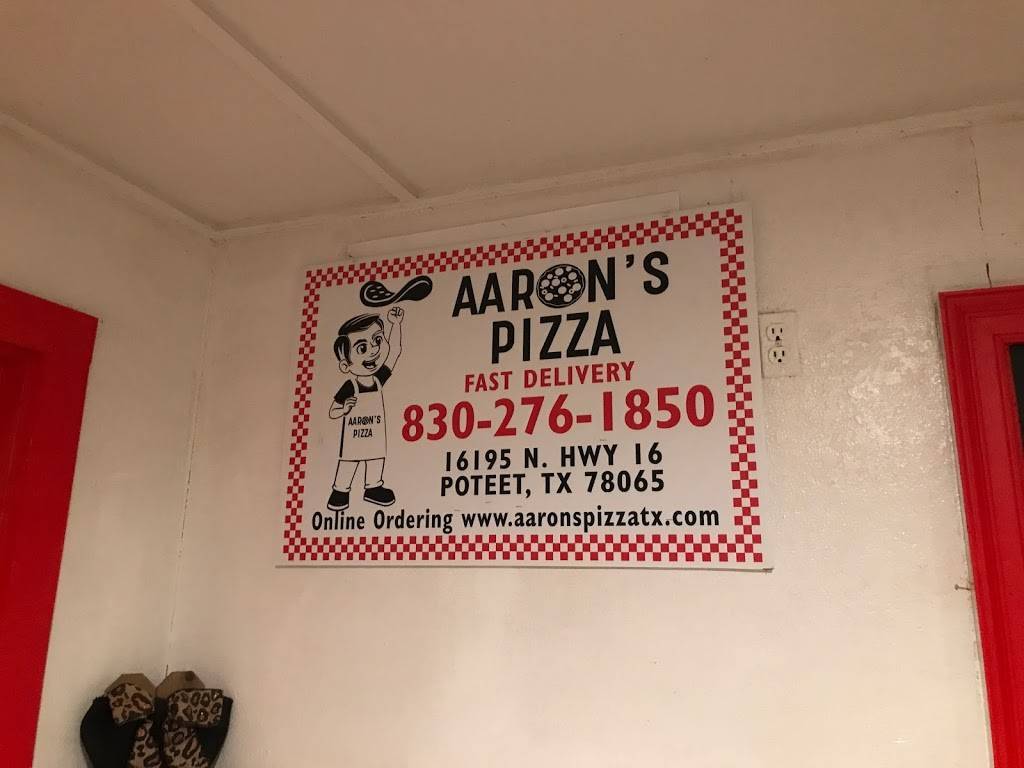 AARON'S
PIZZA
FAST DELIVERY
830-276-1850
16195 N. HWY 16
POTEET, TX 78065
Online Ordering www.aaronspizzatx.com
AARON'S
PIZZA